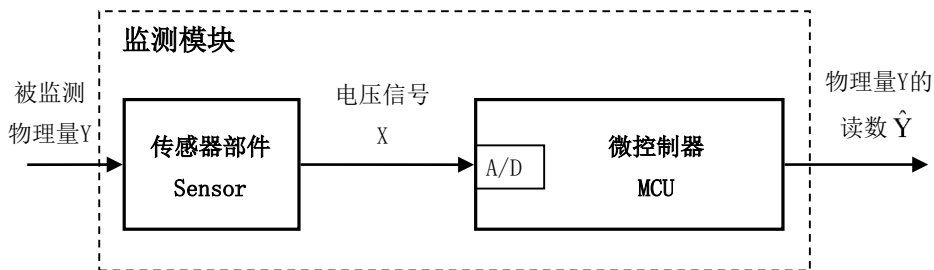 监测模块
被监测
物理量Y
传感器部件
Sensor
电压信号
X
A/D
微控制器
MCU
物理量Y的
读数 Ŷ